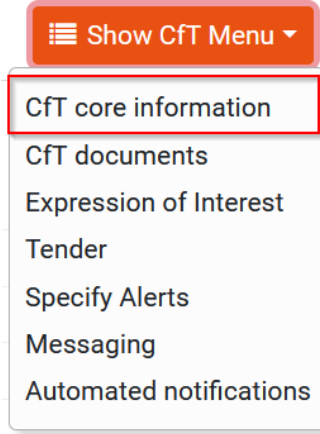 Show CfT Menu
CfT core information
CfT documents
Expression of Interest
Tender
Specify Alerts
Messaging
Automated notifications